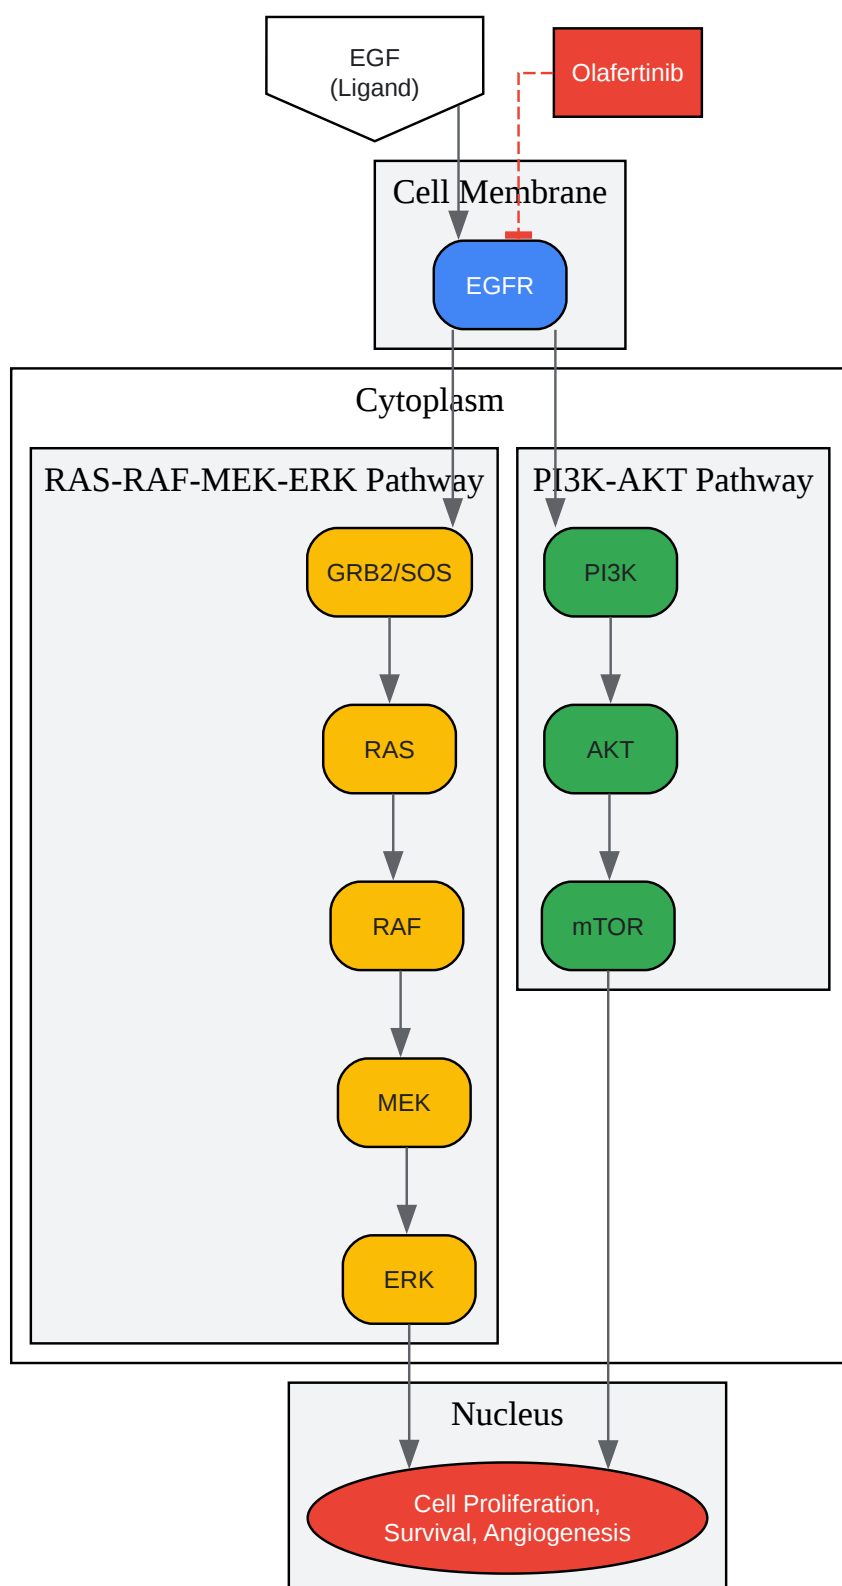 EGF
(Ligand)
Olafertinib
Cell Membrane
EGFR
Cytoplasm
RAS-RAF-MEK-ERK Pathway
PI3K-AKT Pathway
GRB2/SOS
PI3K
RAS
AKT
RAF
mTOR
MEK
ERK
Nucleus
Cell Proliferation,
Survival, Angiogenesis